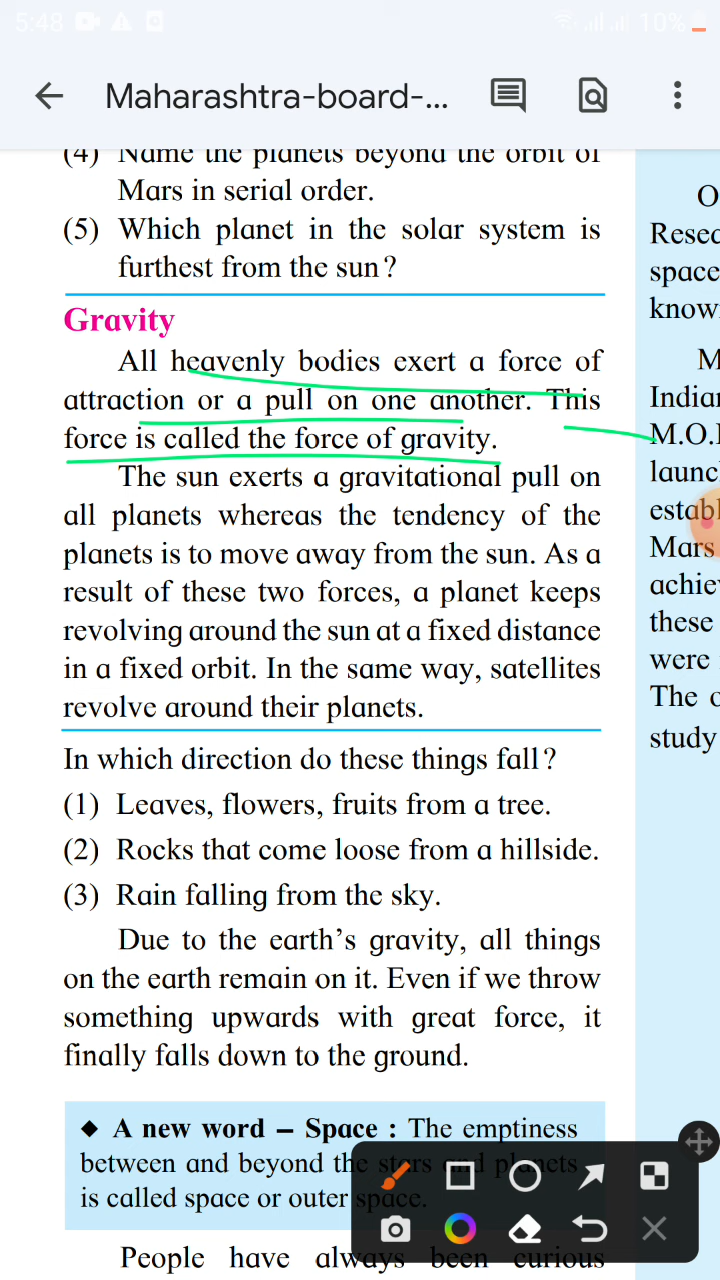 5:48
10%
Maharashtra-board-...
(4) Name the planets beyond the orbit of
Mars in serial order.
(5) Which planet in the solar system is
furthest from the sun?
Gravity
All heavenly bodies exert a force of
attraction or a pull on one another. This
force is called the force of gravity.
The sun exerts a gravitational pull on
all planets whereas the tendency of the
planets is to move away from the sun. As a
result of these two forces, a planet keeps
revolving around the sun at a fixed distance
in a fixed orbit. In the same way, satellites
revolve around their planets.
In which direction do these things fall?
(1) Leaves, flowers, fruits from a tree.
(2) Rocks that come loose from a hillside.
(3) Rain falling from the sky.
Due to the earth’s gravity, all things
on the earth remain on it. Even if we throw
something upwards with great force, it
finally falls down to the ground.
◆ A new word – Space : The emptiness
between and beyond the stars and planets
is called space or outer space.
People have always been curious
O
Resea
space
know
M
India
M.O.
launc
establ
Mars
achie
these
were
The o
study